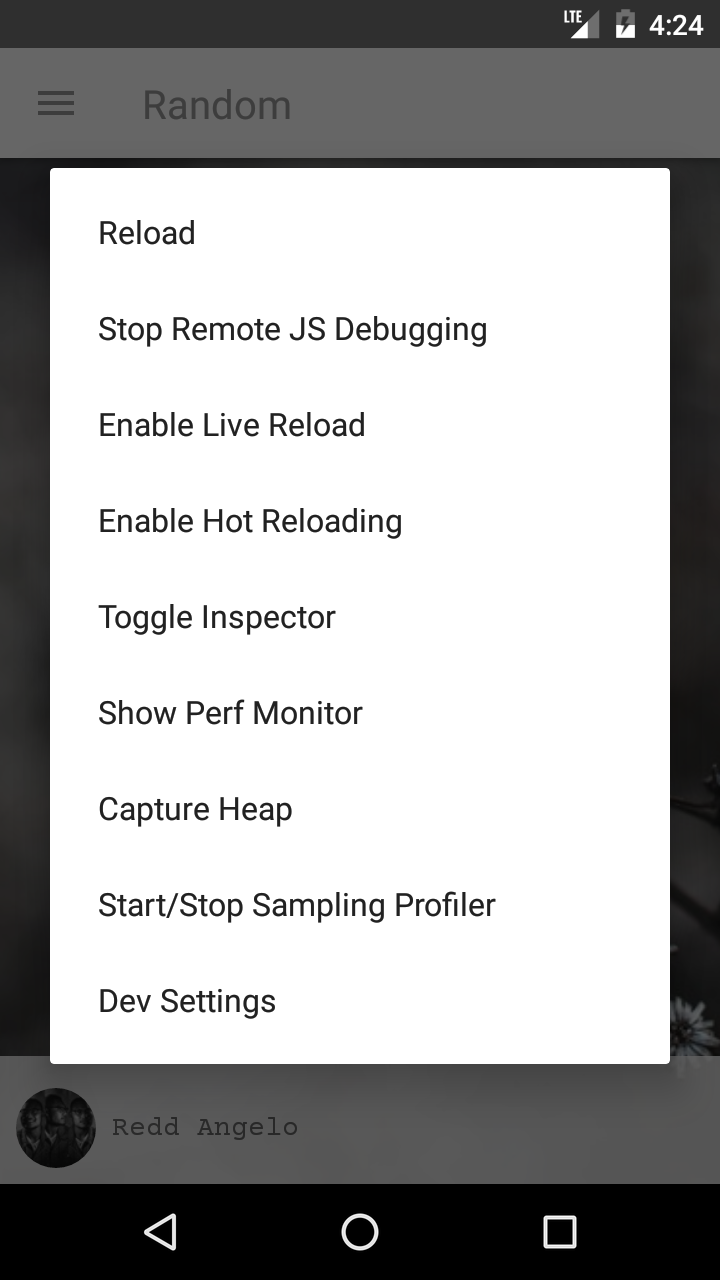 LTE 4:24
Random
Reload
Stop Remote JS Debugging
Enable Live Reload
Enable Hot Reloading
Toggle Inspector
Show Perf Monitor
Capture Heap
Start/Stop Sampling Profiler
Dev Settings
Redd Angelo